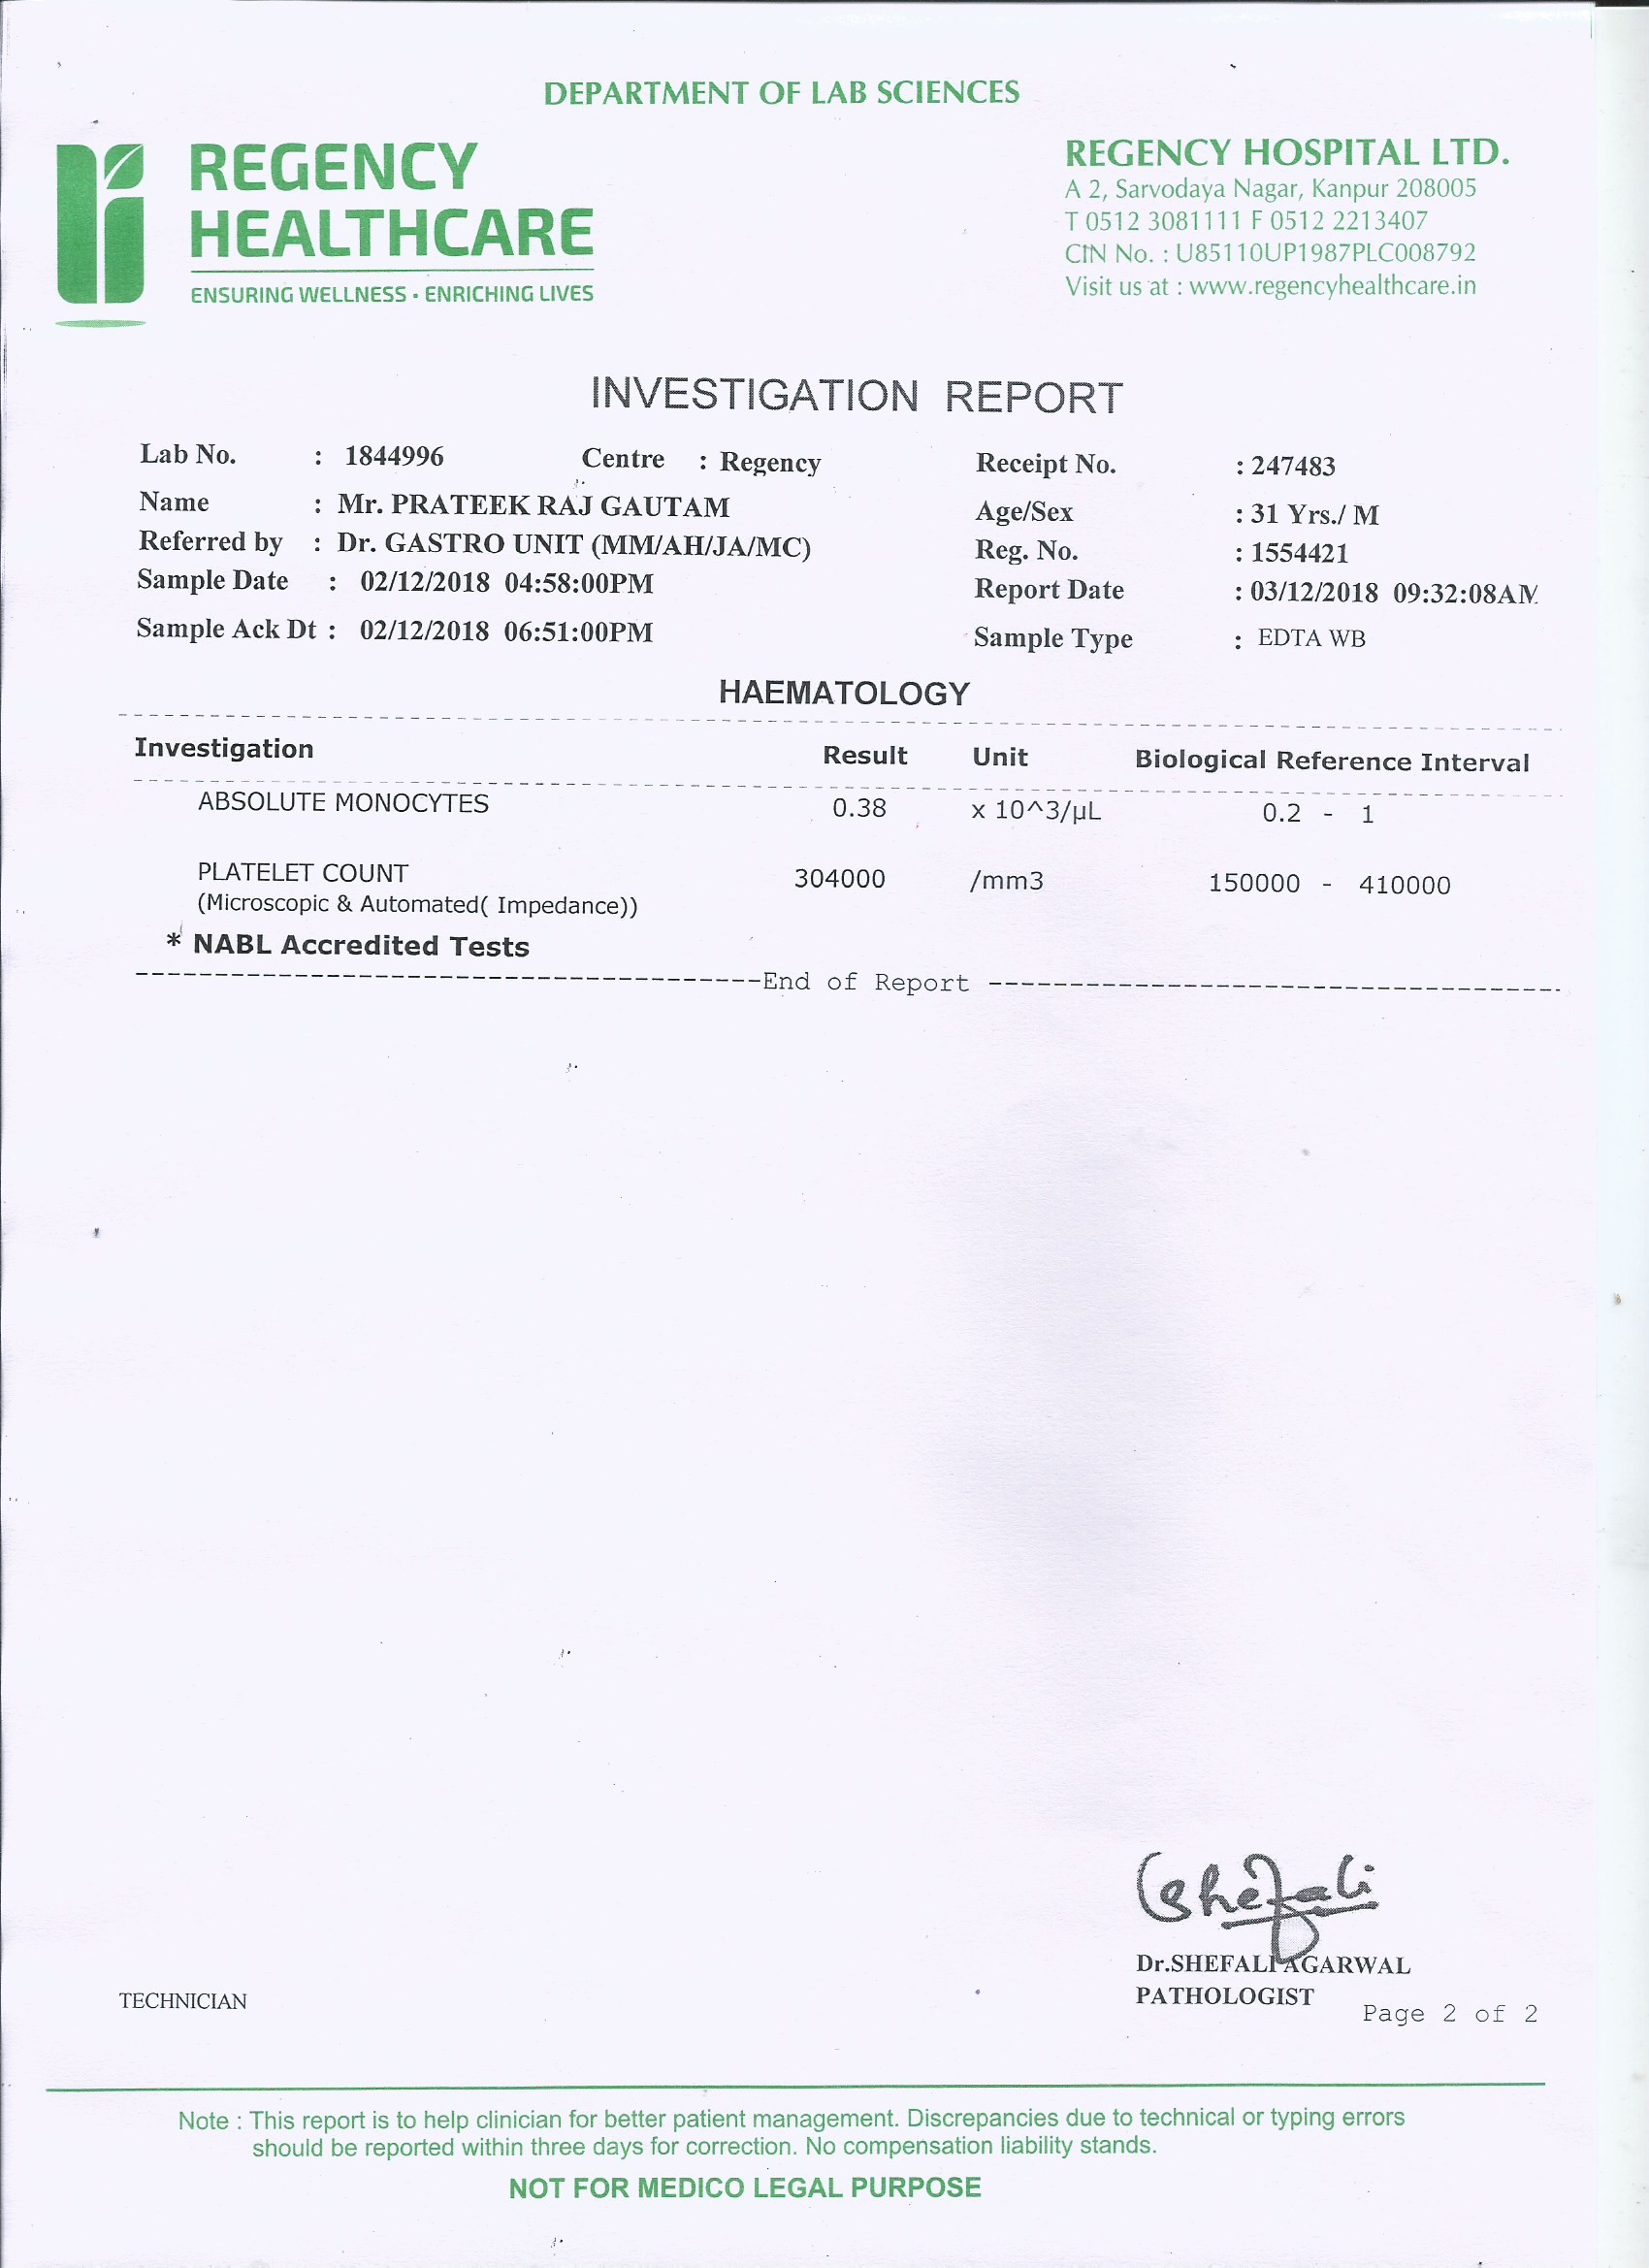 DEPARTMENT OF LAB SCIENCES
REGENCY
HEALTHCARE
ENSURING WELLNESS • ENRICHING LIVES
REGENCY HOSPITAL LTD.
A 2, Sarvodaya Nagar, Kanpur 208005
T 0512 3081111 F 0512 2213407
CIN No. : U85110UP1987PLC008792
Visit us at : www.regencyhealthcare.in
INVESTIGATION REPORT
Lab No. : 1844996 Centre : Regency Receipt No. : 247483
Name : Mr. PRATEEK RAJ GAUTAM Age/Sex : 31 Yrs./ M
Referred by : Dr. GASTRO UNIT (MM/AH/JA/MC) Reg. No. : 1554421
Sample Date : 02/12/2018 04:58:00PM Report Date : 03/12/2018 09:32:08AM
Sample Ack Dt : 02/12/2018 06:51:00PM Sample Type : EDTA WB
HAEMATOLOGY
Investigation Result Unit Biological Reference Interval
ABSOLUTE MONOCYTES 0.38 x 10^3/µL 0.2 - 1
PLATELET COUNT 304000 /mm3 150000 - 410000
(Microscopic & Automated( Impedance))
* NABL Accredited Tests
End of Report
Shefali
Dr.SHEFALI AGARWAL
PATHOLOGIST
TECHNICIAN
Page 2 of 2
Note : This report is to help clinician for better patient management. Discrepancies due to technical or typing errors
should be reported within three days for correction. No compensation liability stands.
NOT FOR MEDICO LEGAL PURPOSE